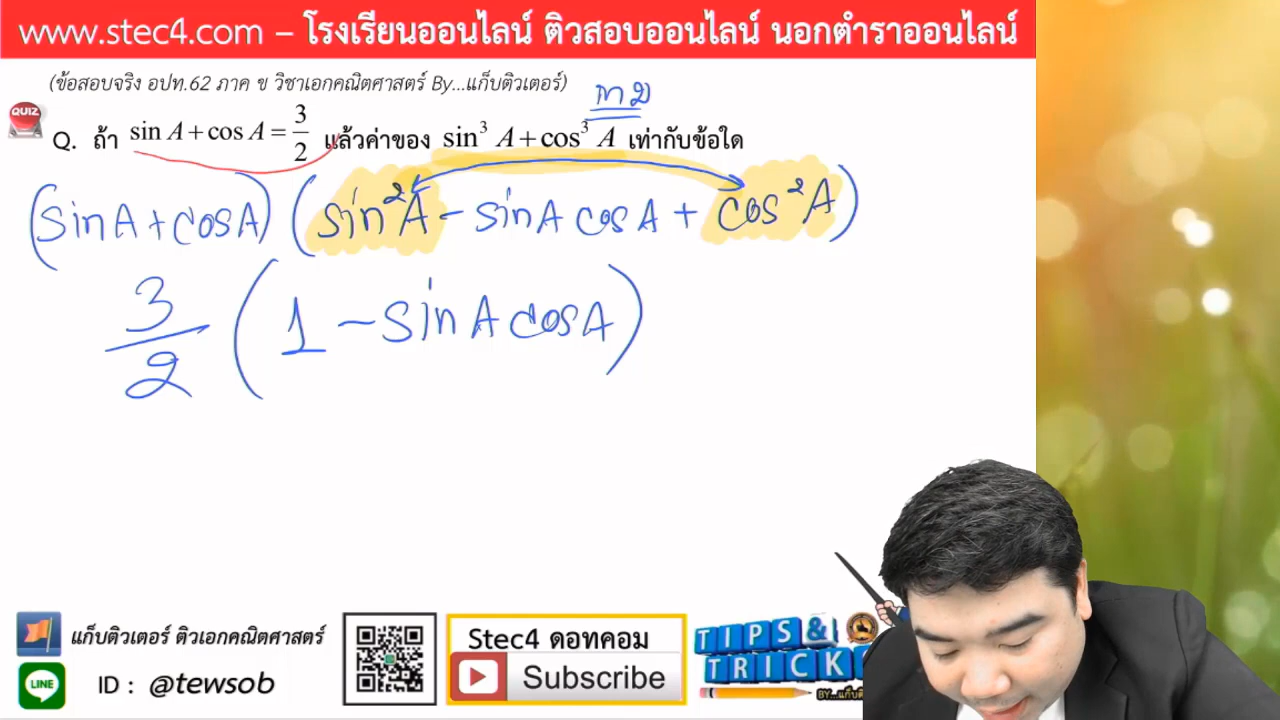 www.stec4.com – โรงเรียนออนไลน์ ติวสอบออนไลน์ นอกตำราออนไลน์
(ข้อสอบจริง อปท.62 ภาค ข วิชาเอกคณิตศาสตร์ By...แก็บติวเตอร์)
QUIZ
Q. ถ้า sin A + cos A = 3/2 แล้วค่าของ sin³ A + cos³ A เท่ากับข้อใด
(sinA + cosA) (sin²A - sinA cosA + cos²A)
3/2 (1 - sinA cosA)
แก็บติวเตอร์ ติวเอกคณิตศาสตร์
LINE ID : @tewsob
Stec4 ดอทคอม
Subscribe
TIPS &
TRICK